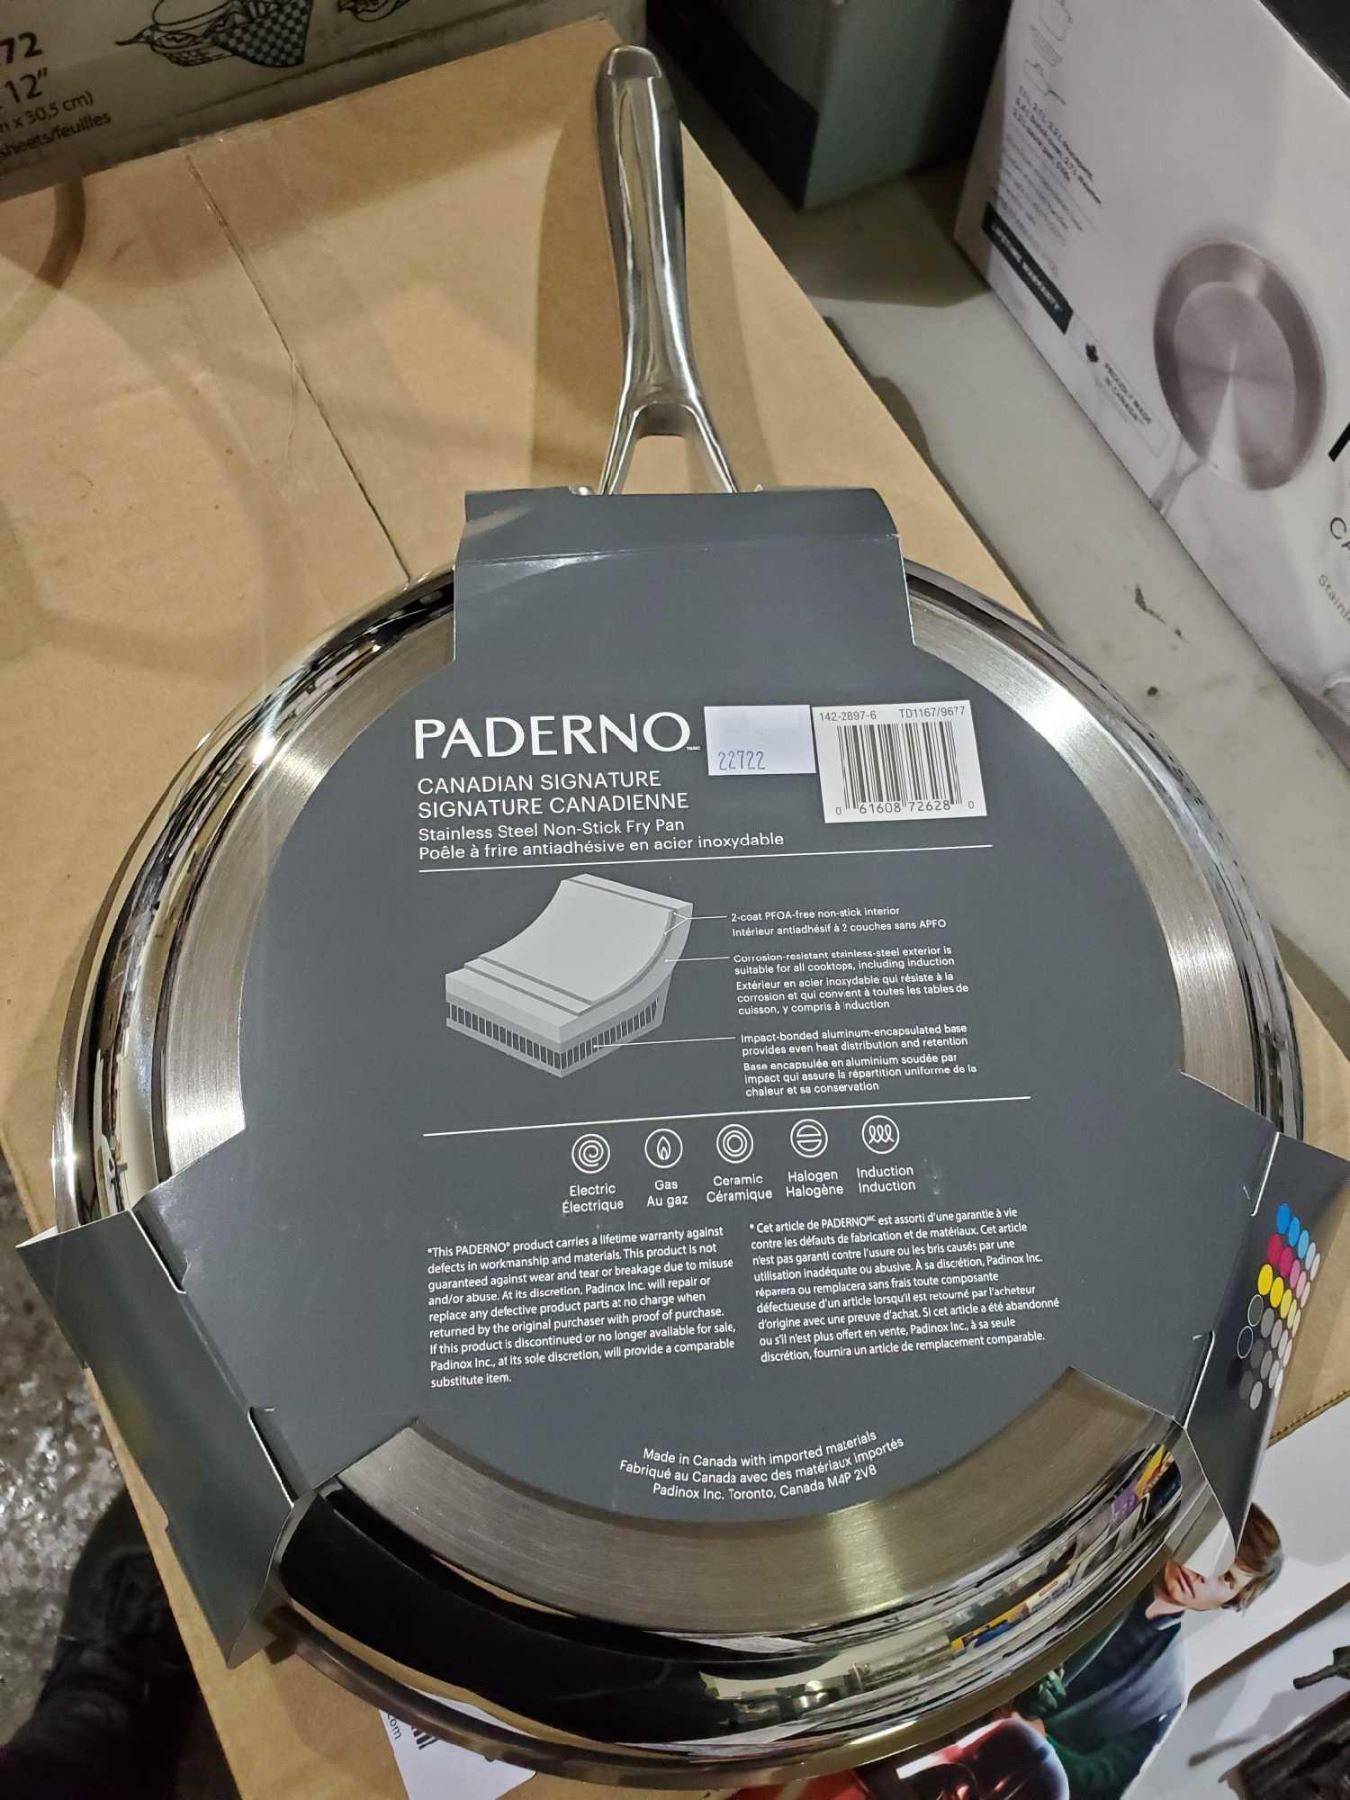 72
12"
x 30.5 cm)
sheets/feuilles
PADERNO
22722
142-2897-6 TD1167/9677
0 61608 72628 0
CANADIAN SIGNATURE
SIGNATURE CANADIENNE
Stainless Steel Non-Stick Fry Pan
Poêle à frire antiadhésive en acier inoxydable
2-coat PFOA-free non-stick interior
Intérieur antiadhésif à 2 couches sans APFO
Corrosion-resistant stainless-steel exterior is
suitable for all cooktops, including induction
Extérieur en acier inoxydable qui résiste à la
corrosion et qui convient à toutes les tables de
cuisson, y compris à induction
Impact-bonded aluminum-encapsulated base
provides even heat distribution and retention
Base encapsulée en aluminium soudée par
impact qui assure la répartition uniforme de la
chaleur et sa conservation
Electric Gas Ceramic Halogen Induction
Électrique Au gaz Céramique Halogène Induction
*This PADERNO® product carries a lifetime warranty against
defects in workmanship and materials. This product is not
guaranteed against wear and tear or breakage due to misuse
and/or abuse. At its discretion, Padinox Inc. will repair or
replace any defective product parts at no charge when
returned by the original purchaser with proof of purchase.
If this product is discontinued or no longer available for sale,
Padinox Inc., at its sole discretion, will provide a comparable
substitute item.
* Cet article de PADERNOᴹᶜ est assorti d'une garantie à vie
contre les défauts de fabrication et de matériaux. Cet article
n'est pas garanti contre l'usure ou les bris causés par une
utilisation inadéquate ou abusive. À sa discrétion, Padinox Inc.
réparera ou remplacera sans frais toute composante
défectueuse d'un article lorsqu'il est retourné par l'acheteur
d'origine avec une preuve d'achat. Si cet article a été abandonné
ou s'il n'est plus offert en vente, Padinox Inc., à sa seule
discrétion, fournira un article de remplacement comparable.
Made in Canada with imported materials
Fabriqué au Canada avec des matériaux importés
Padinox Inc. Toronto, Canada M4P 2V8
.com